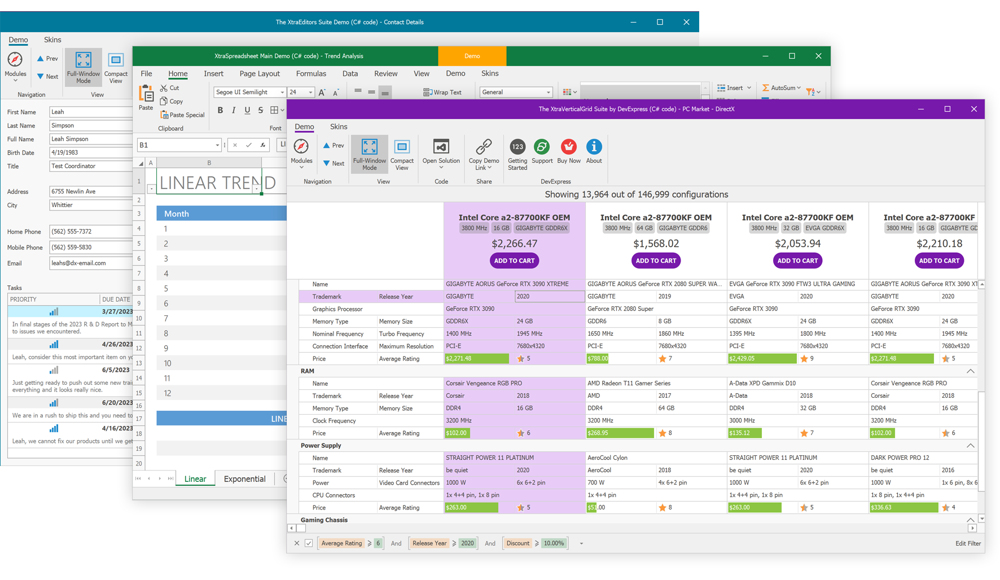 The XtraEditors Suite Demo (C# code) - Contact Details
Demo Skins
Modules Prev Next Full-Window Mode Compact View
Navigation View
First Name Leah
Last Name Simpson
Full Name Leah Simpson
Birth Date 4/19/1983
Title Test Coordinator
Address 6755 Newlin Ave
City Whittier
Home Phone (562) 555-7372
Mobile Phone (562) 559-5830
Email leahs@dx-email.com
Tasks
PRIORITY DUE DATE
3/27/2023
In final stages of the 2023 R & D Report to
to issues we encountered.
4/26/2023
Leah, consider this most important item on
6/5/2023
Just getting ready to push out some new
everything and it looks really nice.
6/20/2023
We are in a rush to ship this and you need to
4/16/2023
Leah, we cannot fix our products until we get
XtraSpreadsheet Main Demo (C# code) - Trend Analysis Demo
File Home Insert Page Layout Formulas Data Review View Demo Skins
Paste Cut Copy Paste Special
Clipboard
Segoe UI Semilight 24 A A Wrap Text General Insert AutoSum
B I U S
Font
B1 fx LI
A B
1 LINEAR TREND
2
3 Month
4 1
5 2
6 3
7 4
8 5
9 6
10 7
11 8
12 9
13 10
14 11
15 12
16
17 LINE
18
19
20
Linear Exponential
The XtraVerticalGrid Suite by DevExpress (C# code) - PC Market - DirectX
Demo Skins
Modules Prev Next Full-Window Mode Compact View Open Solution Copy Demo Link 123 Getting Started Support Buy Now About
Navigation View Code Share DevExpress
Showing 13,964 out of 146,999 configurations
Intel Core a2-87700KF OEM Intel Core a2-87700KF OEM Intel Core a2-87700KF OEM Intel Core a2-87700KF
3800 MHz 16 GB GIGABYTE GDDR6X 3800 MHz 64 GB GIGABYTE GDDR6 3800 MHz 32 GB EVGA GDDR6X 3800 MHz 16 GB GIGABYTE GD
$2,266.47 $1,568.02 $2,053.94 $2,210.18
ADD TO CART ADD TO CART ADD TO CART ADD TO CART
Name GIGABYTE AORUS GeForce RTX 3090 XTREME GIGABYTE AORUS GeForce RTX 2080 SUPER WA... EVGA GeForce RTX 3090 FTW3 ULTRA GAMING GIGABYTE AORUS GeForce RTX 3090 XT
Trademark Release Year GIGABYTE 2020 GIGABYTE 2019 EVGA 2020 GIGABYTE 2020
Graphics Processor GeForce RTX 3090 GeForce RTX 2080 Super GeForce RTX 3090 GeForce RTX 3090
Memory Type Memory Size GDDR6X 24 GB GDDR6 8 GB GDDR6X 24 GB GDDR6X 24 GB
Nominal Frequency Turbo Frequency 1400 MHz 1945 MHz 1650 MHz 1860 MHz 1395 MHz 1800 MHz 1400 MHz 1945 MHz
Connection Interface Maximum Resolution PCI-E 7680x4320 PCI-E 7680x4320 PCI-E 7680x4320 PCI-E 7680x4320
Price Average Rating $2,271.48 5 $788.00 7 $2,429.05 9 $2,271.48 5
RAM
Name Corsair Vengeance RGB PRO AMD Radeon T11 Gamer Series A-Data XPD Gammix D10 Corsair Vengeance RGB PRO
Trademark Release Year Corsair 2018 AMD 2017 A-Data 2018 Corsair 2018
Memory Type Memory Size DDR4 16 GB DDR4 64 GB DDR4 32 GB DDR4 16 GB
Clock Frequency 3200 MHz 3200 MHz 3000 MHz 3200 MHz
Price Average Rating $102.00 6 $268.95 8 $135.12 7 $102.00 6
Power Supply
Name STRAIGHT POWER 11 PLATINUM AeroCool Cylon STRAIGHT POWER 11 PLATINUM DARK POWER PRO 12
Trademark Release Year be quiet 2020 AeroCool 2018 be quiet 2020 be quiet 2016
Power Video Card Connectors 1000 W 6x 6+2 pin 700 W 4x 6+2 pin 1000 W 6x 6+2 pin 1000 W 1x 6 pin, 8x 6
CPU Connectors 1x 4+4 pin, 1x 8 pin 1x 4+4 pin 1x 4+4 pin, 1x 8 pin 1x 8 pin, 1x 4+4 pin
Price Average Rating $263.00 5 $51.00 8 $263.00 5 $336.63 4
Gaming Chassis
Average Rating ⩾ 6 And Release Year ⩾ 2020 And Discount ⩾ 10.00% Edit Filter